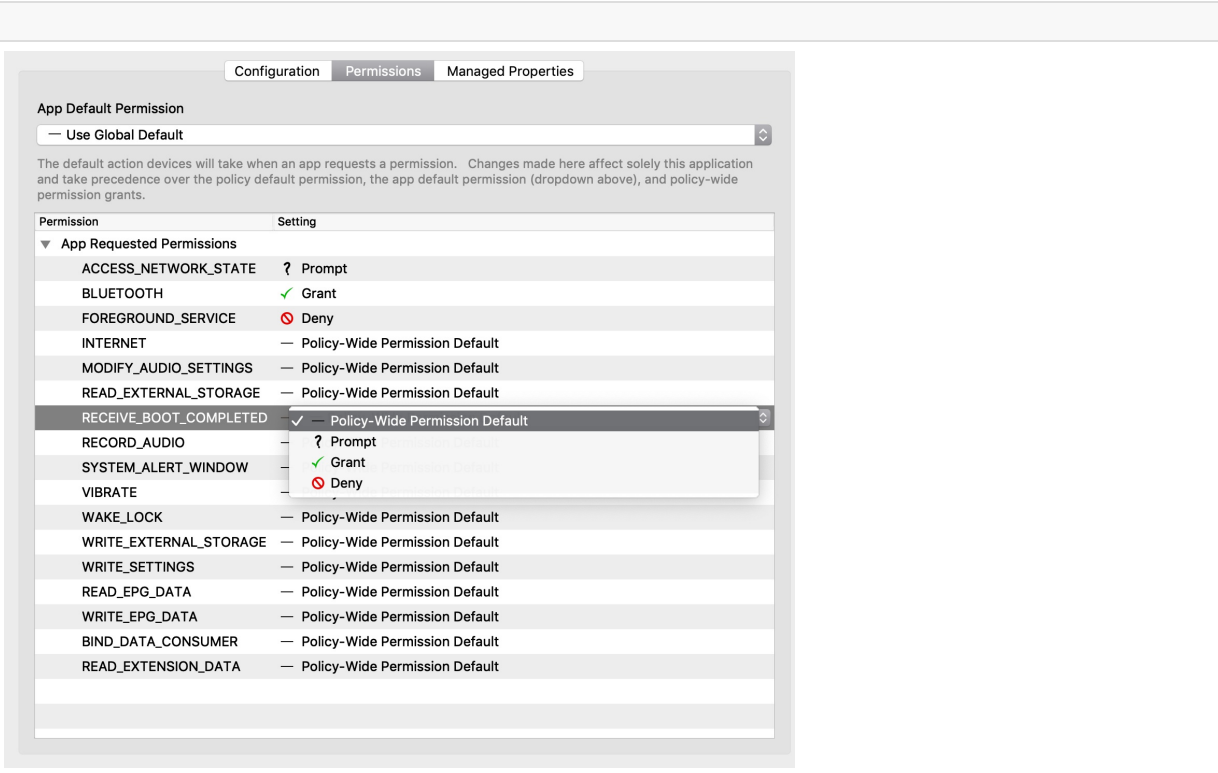 Configuration Permissions Managed Properties
App Default Permission
— Use Global Default
The default action devices will take when an app requests a permission. Changes made here affect solely this application
and take precedence over the policy default permission, the app default permission (dropdown above), and policy-wide
permission grants.
Permission Setting
App Requested Permissions
ACCESS_NETWORK_STATE ? Prompt
BLUETOOTH ✓ Grant
FOREGROUND_SERVICE Deny
INTERNET — Policy-Wide Permission Default
MODIFY_AUDIO_SETTINGS — Policy-Wide Permission Default
READ_EXTERNAL_STORAGE — Policy-Wide Permission Default
RECEIVE_BOOT_COMPLETED — ✓ — Policy-Wide Permission Default
? Prompt
RECORD_AUDIO —
✓ Grant
SYSTEM_ALERT_WINDOW —
Deny
VIBRATE —
WAKE_LOCK — Policy-Wide Permission Default
WRITE_EXTERNAL_STORAGE — Policy-Wide Permission Default
WRITE_SETTINGS — Policy-Wide Permission Default
READ_EPG_DATA — Policy-Wide Permission Default
WRITE_EPG_DATA — Policy-Wide Permission Default
BIND_DATA_CONSUMER — Policy-Wide Permission Default
READ_EXTENSION_DATA — Policy-Wide Permission Default